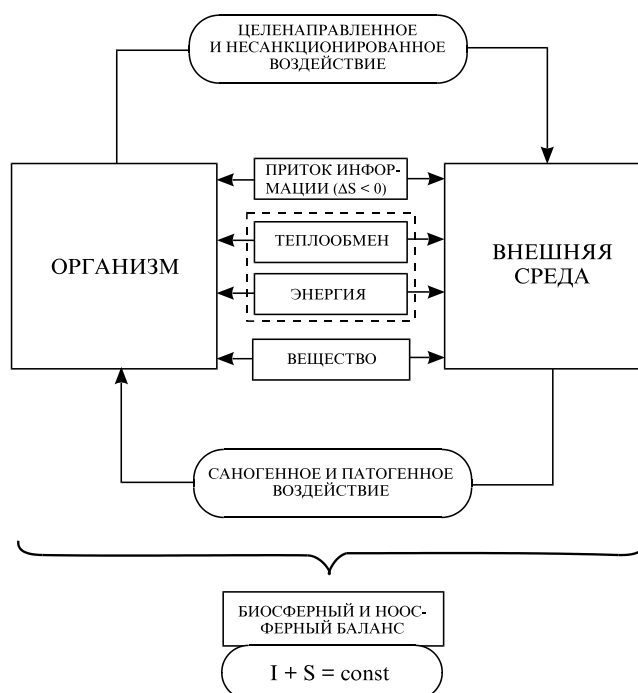 ЦЕЛЕНАПРАВЛЕННОЕ
И НЕСАНКЦИОНИРОВАННОЕ
ВОЗДЕЙСТВИЕ
ПРИТОК ИНФОР-
МАЦИИ (ΔS < 0)
ТЕПЛООБМЕН
ОРГАНИЗМ
ВНЕШНЯЯ
СРЕДА
ЭНЕРГИЯ
ВЕЩЕСТВО
САНОГЕННОЕ И ПАТОГЕННОЕ
ВОЗДЕЙСТВИЕ
БИОСФЕРНЫЙ И НООС-
ФЕРНЫЙ БАЛАНС
I + S = const